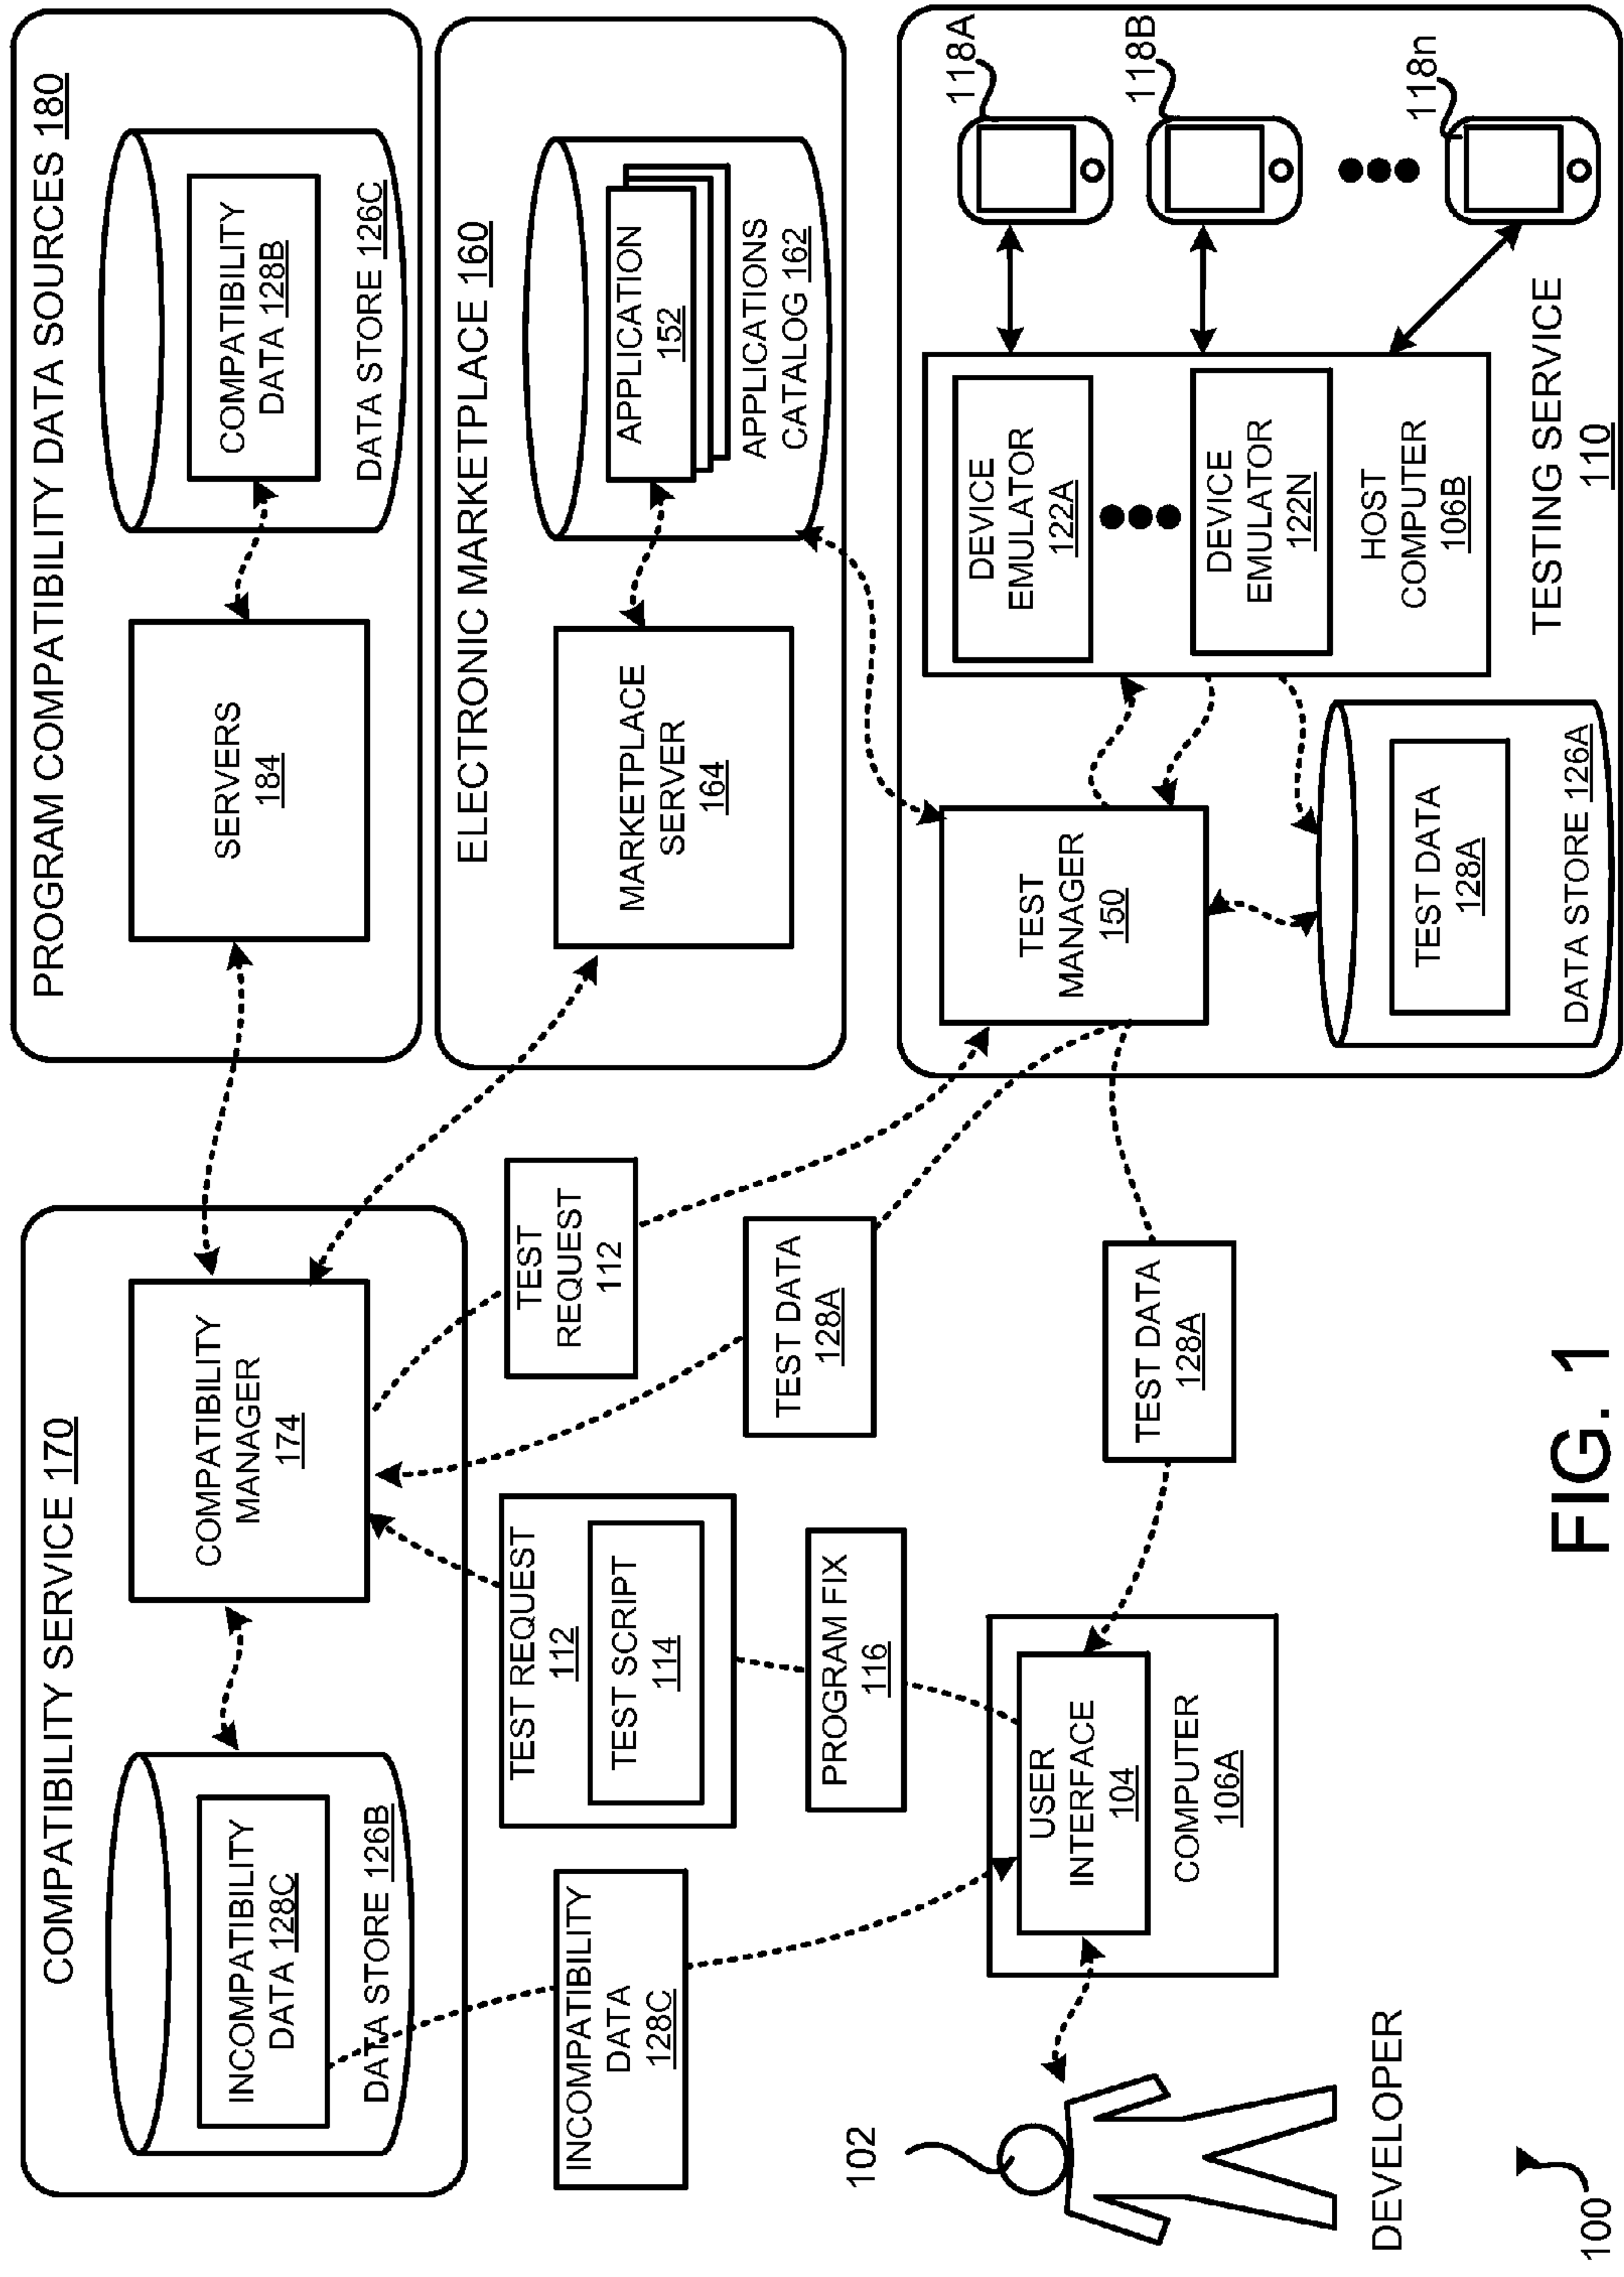 COMPATIBILITY SERVICE 170
INCOMPATIBILITY
DATA 128C
DATA STORE 126B
COMPATIBILITY
MANAGER
174
PROGRAM COMPATIBILITY DATA SOURCES 180
SERVERS
184
COMPATIBILITY
DATA 128B
DATA STORE 126C
ELECTRONIC MARKETPLACE 160
MARKETPLACE
SERVER
164
APPLICATION
152
APPLICATIONS
CATALOG 162
INCOMPATIBILITY
DATA
128C
TEST REQUEST
112
TEST SCRIPT
114
TEST
REQUEST
112
TEST DATA
128A
PROGRAM FIX
116
TEST DATA
128A
102
DEVELOPER
USER
INTERFACE
104
COMPUTER
106A
TEST
MANAGER
150
TEST DATA
128A
DATA STORE 126A
DEVICE
EMULATOR
122A
DEVICE
EMULATOR
122N
HOST
COMPUTER
106B
118A
118B
118n
TESTING SERVICE
110
100
FIG. 1